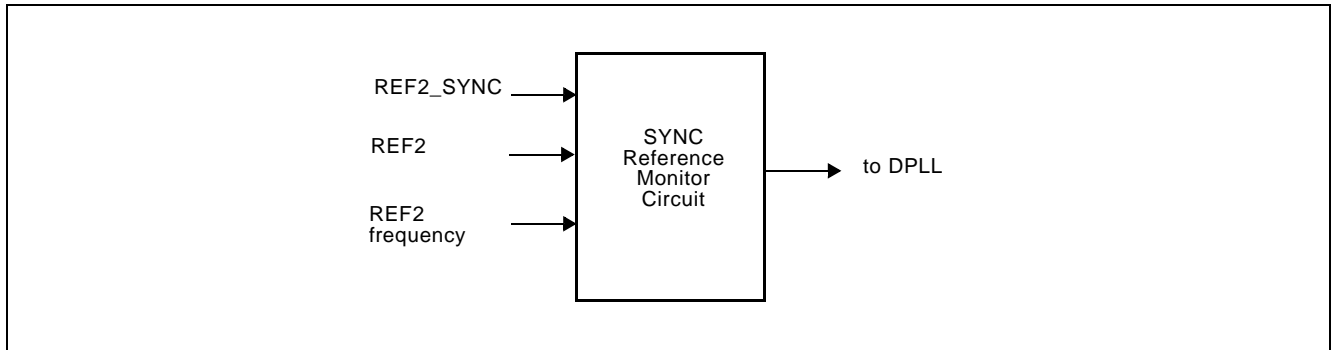 REF2_SYNC
REF2
REF2
frequency
SYNC
Reference
Monitor
Circuit
to DPLL